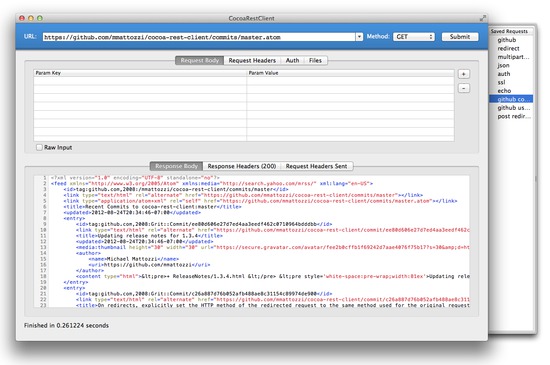 CocoaRestClient
URL: https://github.com/mmattozzi/cocoa-rest-client/commits/master.atom Method: GET Submit
Request Body Request Headers Auth Files
Param Key Param Value
+
-
Raw Input
Response Body Response Headers (200) Request Headers Sent
1 <?xml version="1.0" encoding="UTF-8" standalone="no"?>
2 <feed xmlns="http://www.w3.org/2005/Atom" xmlns:media="http://search.yahoo.com/mrss/" xml:lang="en-US">
3 <id>tag:github.com,2008:/mmattozzi/cocoa-rest-client/commits/master</id>
4 <link type="text/html" rel="alternate" href="https://github.com/mmattozzi/cocoa-rest-client/commits/master"></link>
5 <link type="application/atom+xml" rel="self" href="https://github.com/mmattozzi/cocoa-rest-client/commits/master.atom"></link>
6 <title>Recent Commits to cocoa-rest-client:master</title>
7 <updated>2012-08-24T20:34:46-07:00</updated>
8 <entry>
9 <id>tag:github.com,2008:Grit::Commit/
10 <link type="text/html" rel="alternate" href="https://github.com/mmattozzi/cocoa-rest-client/commit/
11 <title>Updating release notes for 1.3.4</title>
12 <updated>2012-08-24T20:34:46-07:00</updated>
13 <media:thumbnail height="30" width="30" url="https://secure.gravatar.com/avatar/
14 <author>
15 <name>Michael Mattozzi</name>
16 <uri>https://github.com/mmattozzi</uri>
17 </author>
18 <content type="html">&lt;pre>+ ReleaseNotes/1.3.4.html &lt;/pre> &lt;pre style='white-space:pre-wrap;width:81ex'>Updating relea
19 </entry>
20 <entry>
21 <id>tag:github.com,2008:Grit::Commit/
22 <link type="text/html" rel="alternate" href="https://github.com/mmattozzi/cocoa-rest-client/commit/
23 <title>On redirects, explicitly set the HTTP method of the redirected request to the same method used for the original request
Finished in 0.261224 seconds
Saved Requests
github
redirect
multipart...
json
auth
ssl
echo
github co...
github us...
post redir...